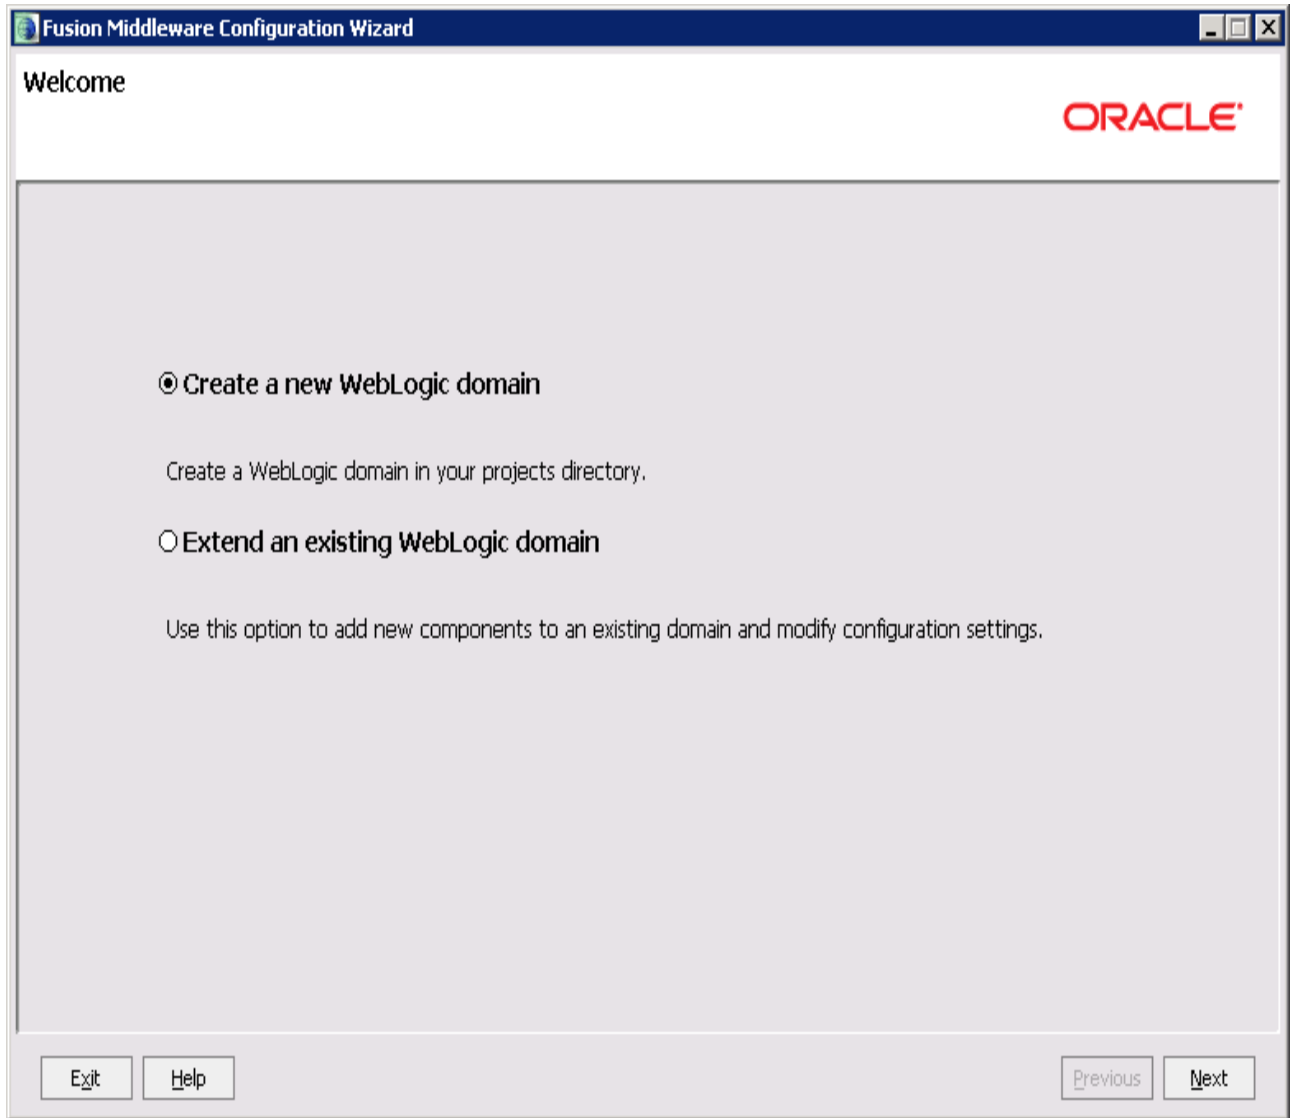 Fusion Middleware Configuration Wizard
Welcome
ORACLE
Create a new WebLogic domain
Create a WebLogic domain in your projects directory.
Extend an existing WebLogic domain
Use this option to add new components to an existing domain and modify configuration settings.
Exit Help Previous Next